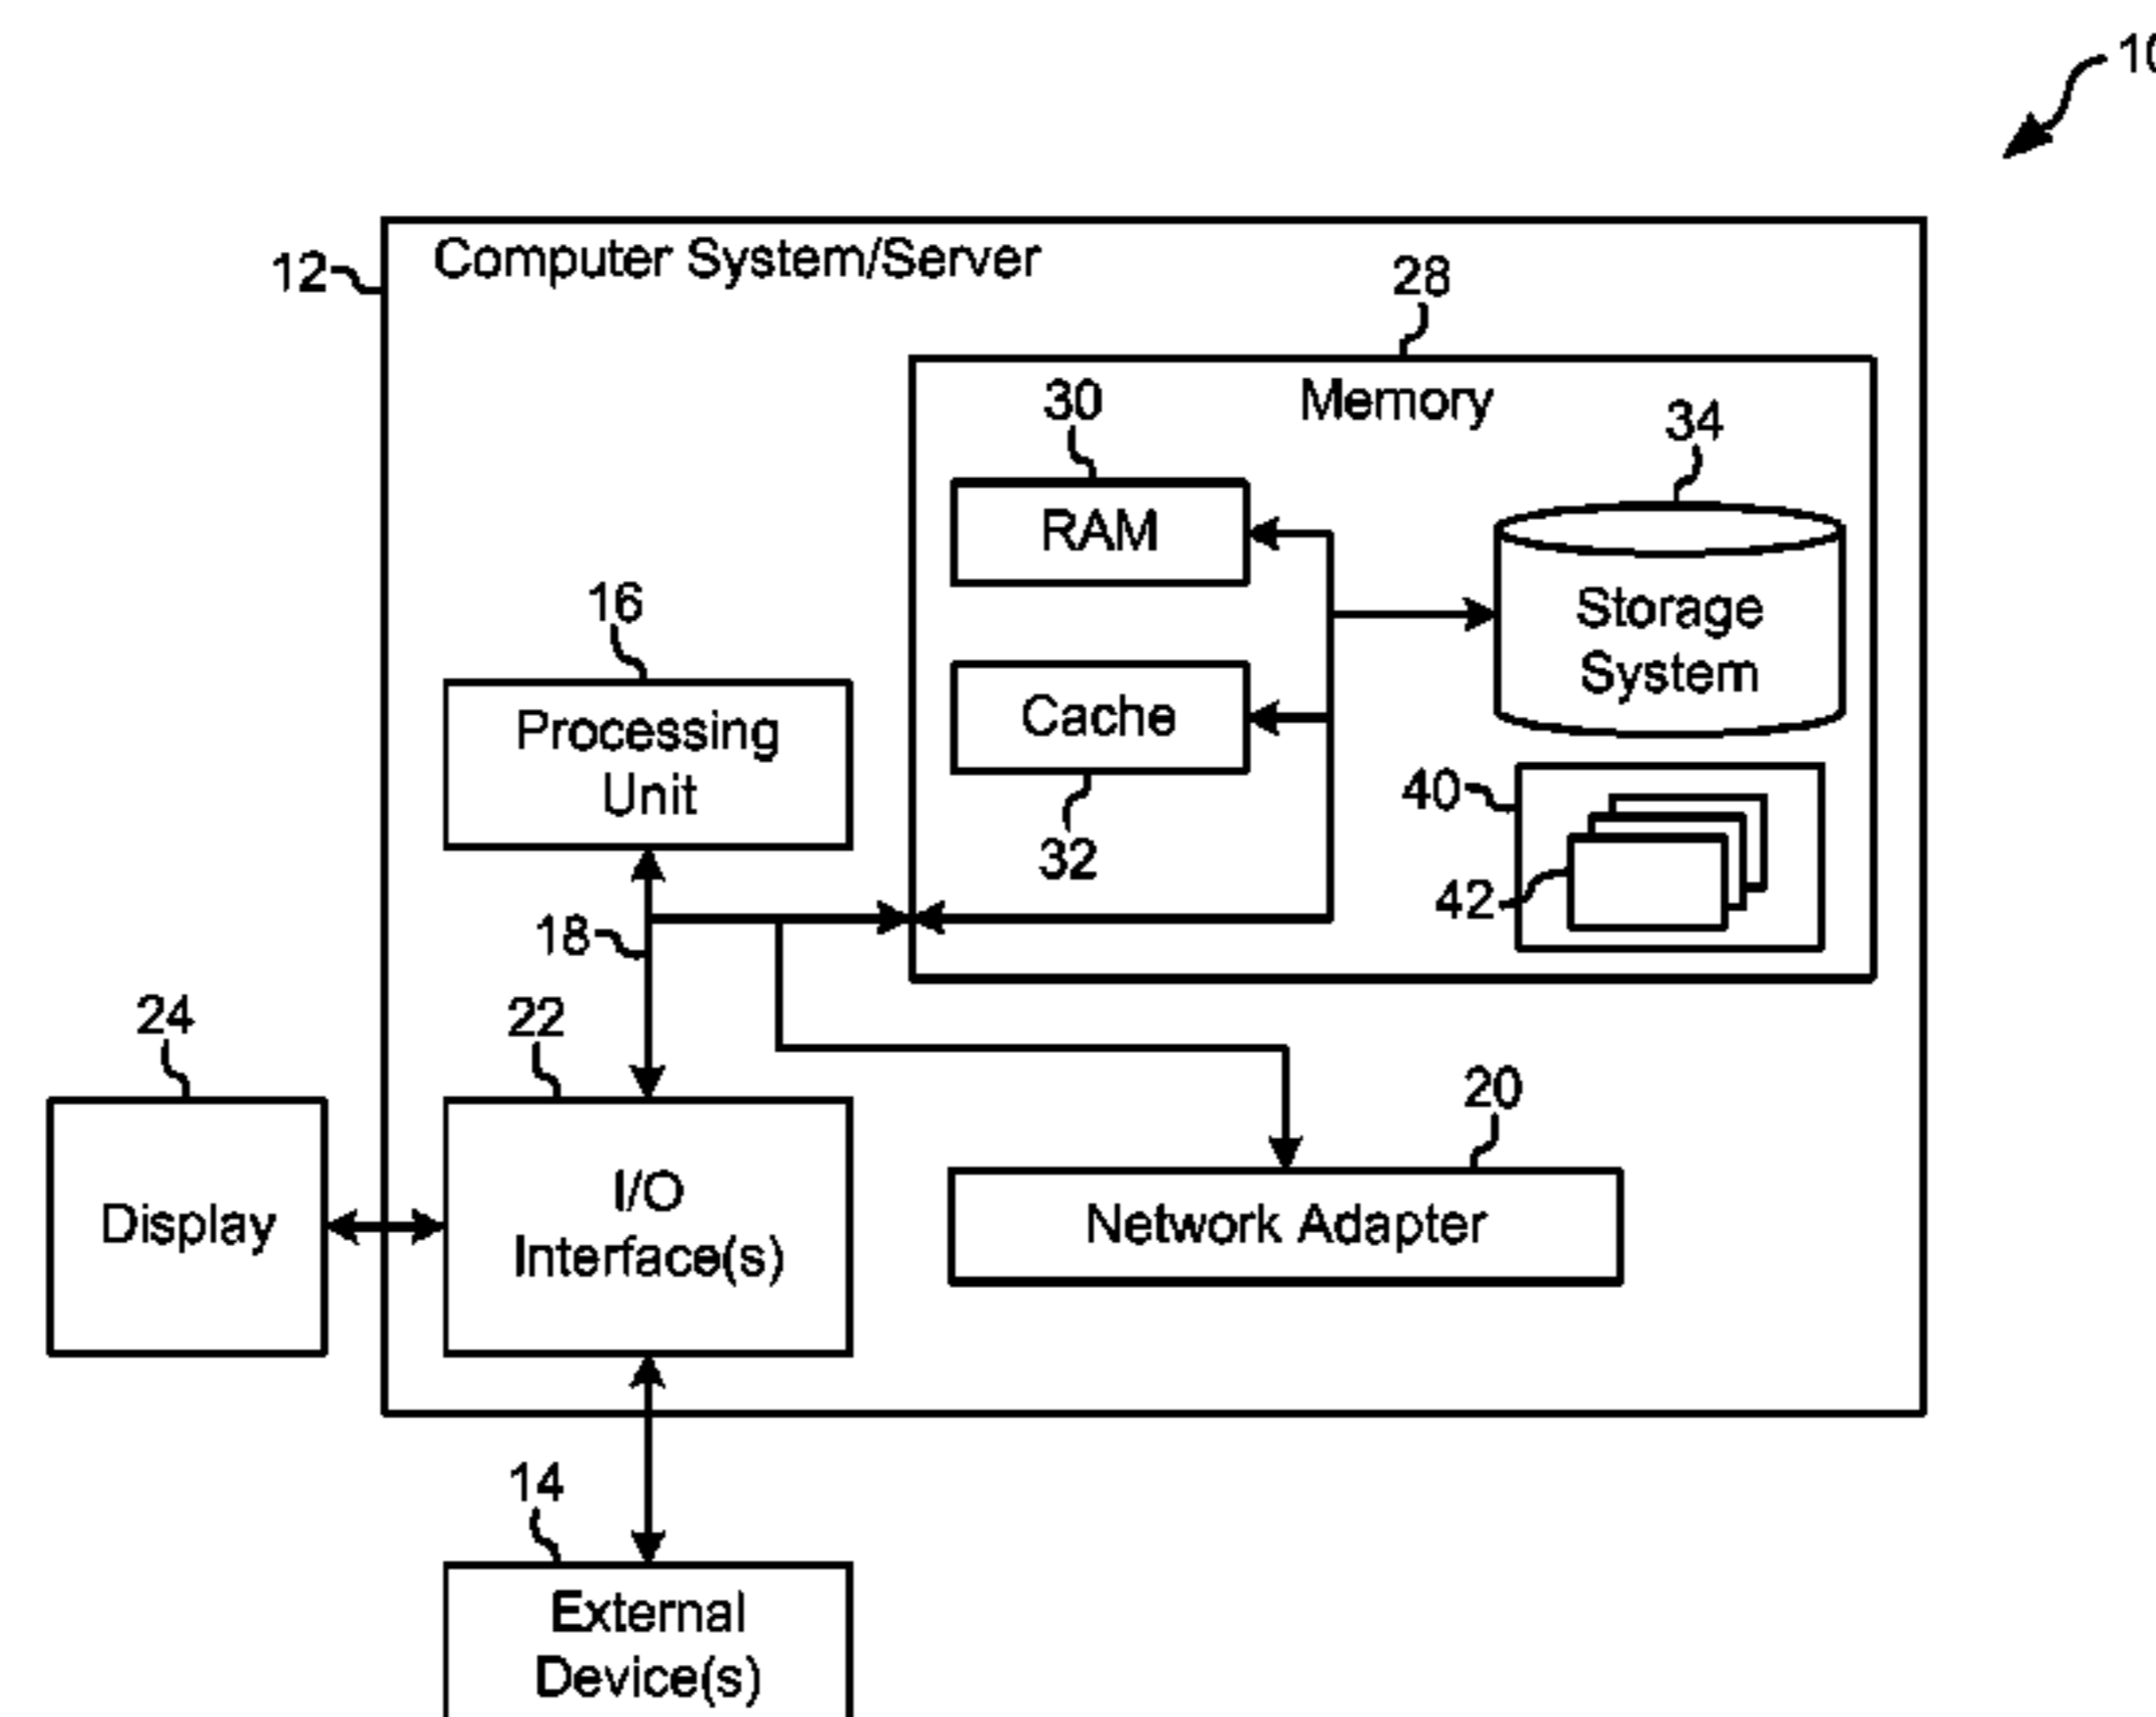 10
12
Computer System/Server
28
Memory
30
34
RAM
Storage
System
16
Processing
Unit
Cache
32
40
42
18
24
22
20
Display
I/O
Interface(s)
Network Adapter
14
External
Device(s)